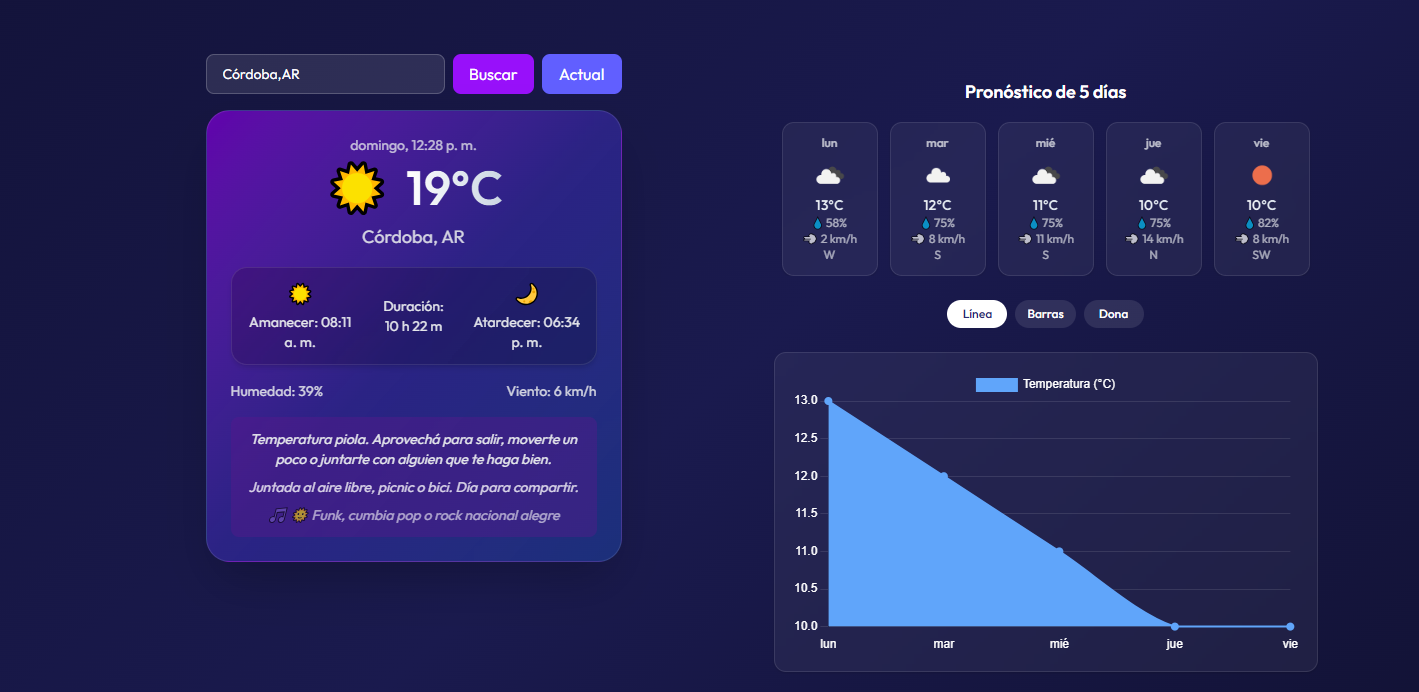 Córdoba,AR
Buscar
Actual
domingo, 12:28 p. m.
19°C
Córdoba, AR
Amanecer: 08:11
a. m.
Duración:
10 h 22 m
Atardecer: 06:34
p. m.
Humedad: 39%
Viento: 6 km/h
Temperatura piola. Aprovechá para salir, moverte un
poco o juntarte con alguien que te haga bien.
Juntada al aire libre, picnic o bici. Día para compartir.
Funk, cumbia pop o rock nacional alegre
Pronóstico de 5 días
lun
13°C
58%
2 km/h
W
mar
12°C
75%
8 km/h
S
mié
11°C
75%
11 km/h
S
jue
10°C
75%
14 km/h
N
vie
10°C
82%
8 km/h
SW
Línea
Barras
Dona
Temperatura (°C)
13.0
12.5
12.0
11.5
11.0
10.5
10.0
lun
mar
mié
jue
vie